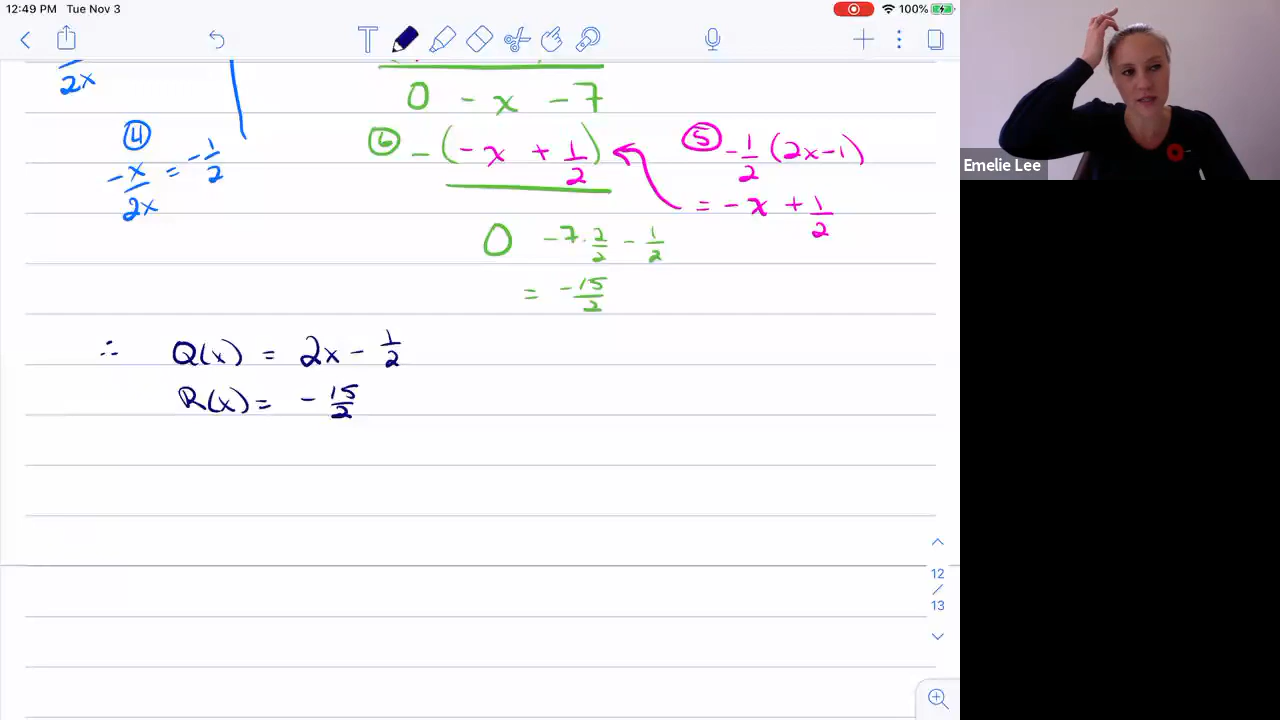 12:49 PM Tue Nov 3
100%
T
2x
0 - x - 7
④
-x/2x = -1/2
⑥ - (-x + 1/2)
⑤ -1/2 (2x-1)
= -x + 1/2
0 -7·2/2 - 1/2
= -15/2
∴ Q(x) = 2x - 1/2
R(x) = -15/2
12
/
13
Emelie Lee